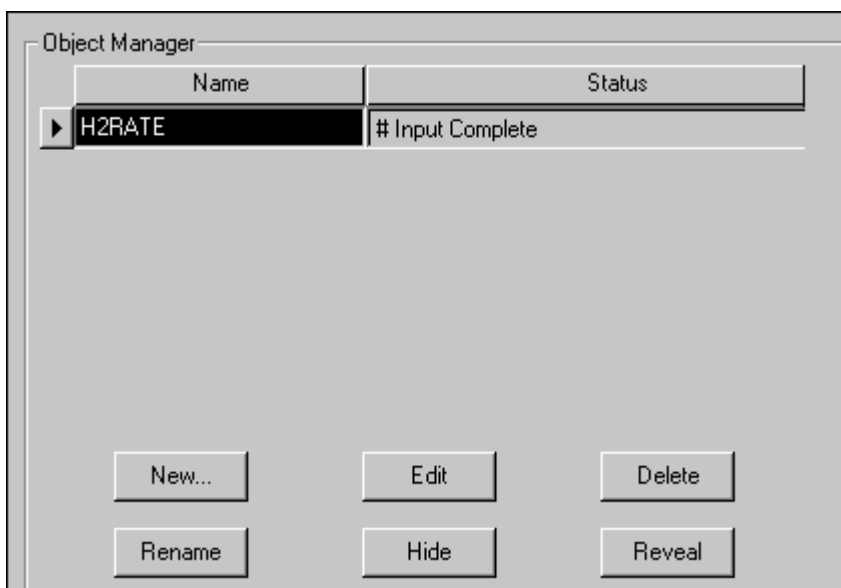 Object Manager
Name Status
H2RATE # Input Complete
New... Edit Delete
Rename Hide Reveal